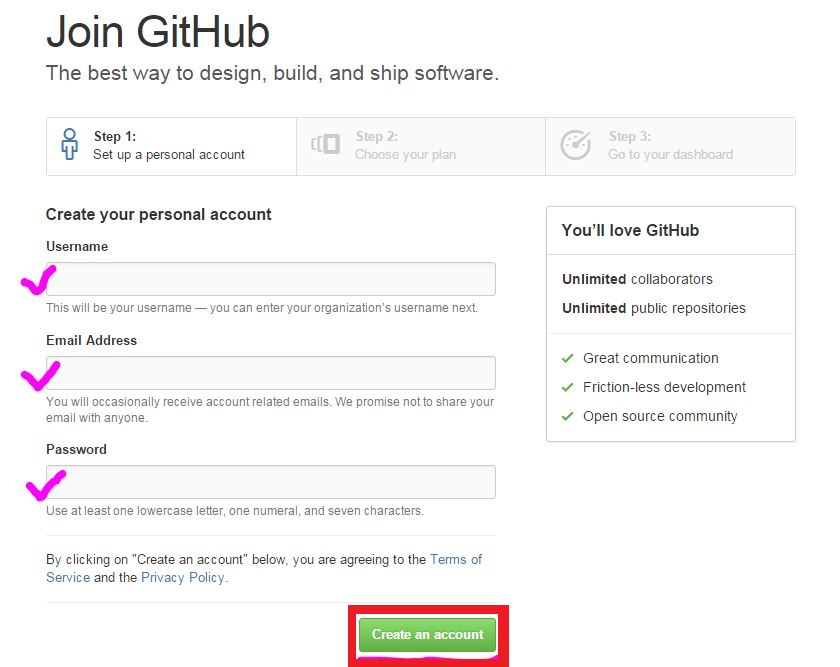 Join GitHub
The best way to design, build, and ship software.
Step 1:
Set up a personal account
Step 2:
Choose your plan
Step 3:
Go to your dashboard
Create your personal account
Username
This will be your username — you can enter your organization's username next.
Email Address
You will occasionally receive account related emails. We promise not to share your
email with anyone.
Password
Use at least one lowercase letter, one numeral, and seven characters.
By clicking on "Create an account" below, you are agreeing to the Terms of
Service and the Privacy Policy.
Create an account
You'll love GitHub
Unlimited collaborators
Unlimited public repositories
Great communication
Friction-less development
Open source community